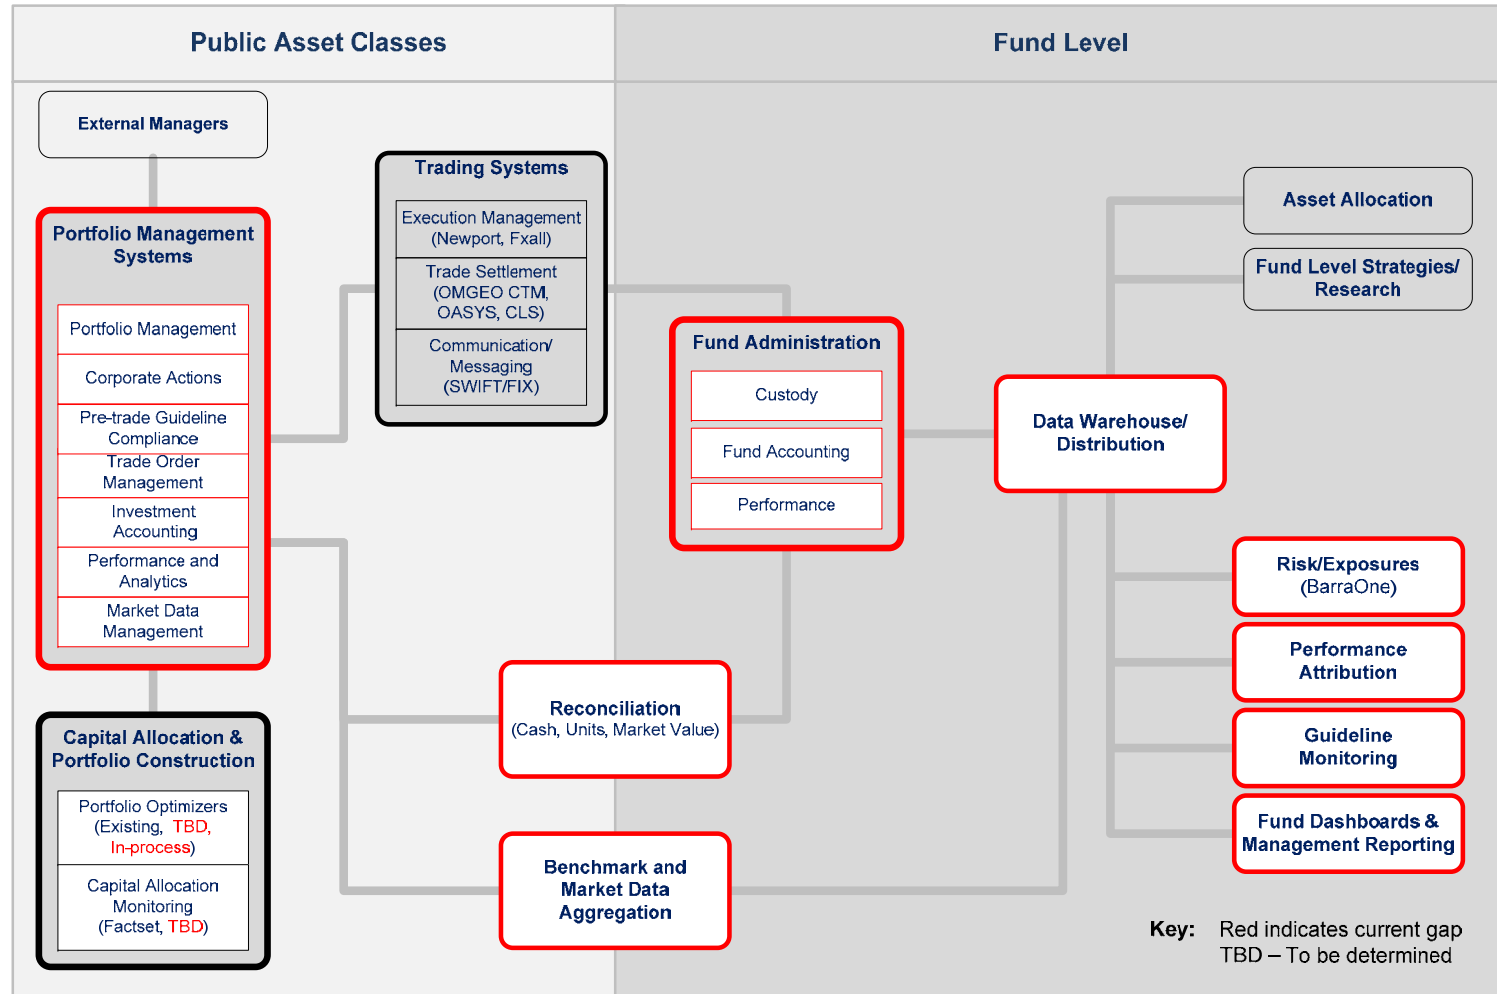 Public Asset Classes
Fund Level
External Managers
Portfolio Management
Systems
Portfolio Management
Corporate Actions
Pre-trade Guideline
Compliance
Trade Order
Management
Investment
Accounting
Performance and
Analytics
Market Data
Management
Capital Allocation &
Portfolio Construction
Portfolio Optimizers
(Existing, TBD,
In-process)
Capital Allocation
Monitoring
(Factset, TBD)
Trading Systems
Execution Management
(Newport, Fxall)
Trade Settlement
(OMGEO CTM,
OASYS, CLS)
Communication/
Messaging
(SWIFT/FIX)
Reconciliation
(Cash, Units, Market Value)
Benchmark and
Market Data
Aggregation
Fund Administration
Custody
Fund Accounting
Performance
Data Warehouse/
Distribution
Asset Allocation
Fund Level Strategies/
Research
Risk/Exposures
(BarraOne)
Performance
Attribution
Guideline
Monitoring
Fund Dashboards &
Management Reporting
Key: Red indicates current gap
TBD – To be determined